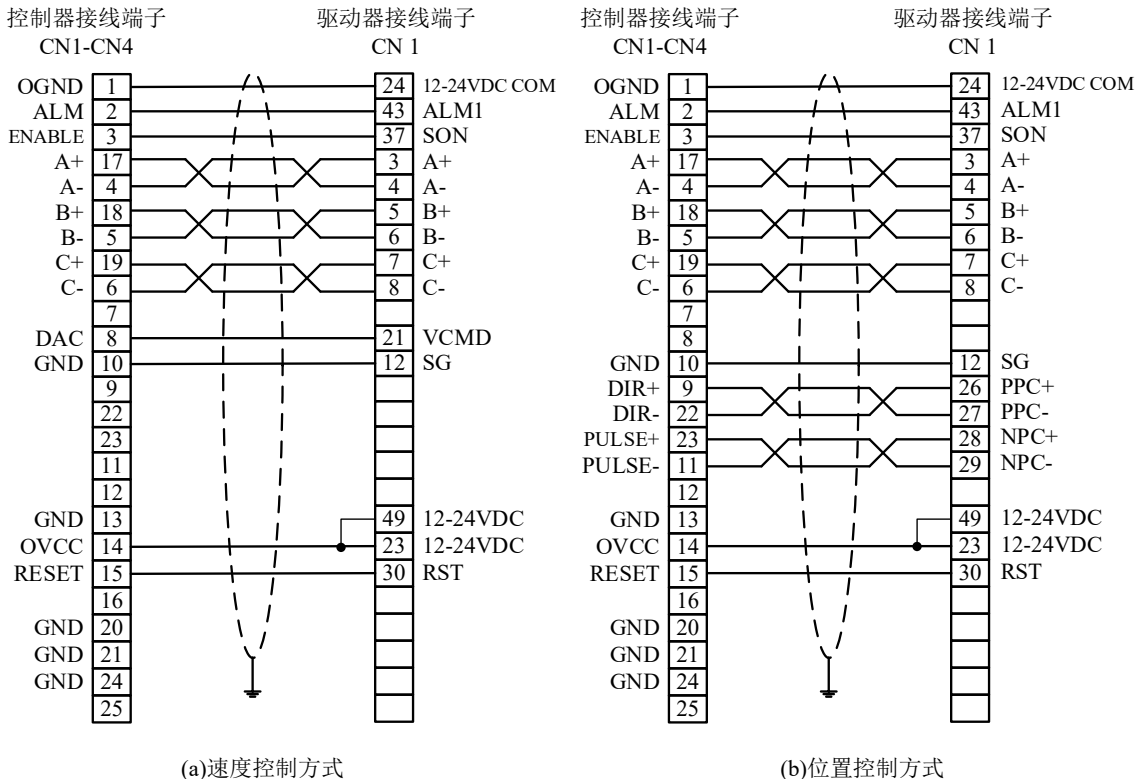 控制器接线端子 驱动器接线端子
CN1-CN4 CN 1
OGND 1 24 12-24VDC COM
ALM 2 43 ALM1
ENABLE 3 37 SON
A+ 17 3 A+
A- 4 4 A-
B+ 18 5 B+
B- 5 6 B-
C+ 19 7 C+
C- 6 8 C-
7
DAC 8 21 VCMD
GND 10 12 SG
9
22
23
11
12
GND 13 49 12-24VDC
OVCC 14 23 12-24VDC
RESET 15 30 RST
16
GND 20
GND 21
GND 24
25
(a)速度控制方式
控制器接线端子 驱动器接线端子
CN1-CN4 CN 1
OGND 1 24 12-24VDC COM
ALM 2 43 ALM1
ENABLE 3 37 SON
A+ 17 3 A+
A- 4 4 A-
B+ 18 5 B+
B- 5 6 B-
C+ 19 7 C+
C- 6 8 C-
7
8
GND 10 12 SG
DIR+ 9 26 PPC+
DIR- 22 27 PPC-
PULSE+ 23 28 NPC+
PULSE- 11 29 NPC-
12
GND 13 49 12-24VDC
OVCC 14 23 12-24VDC
RESET 15 30 RST
16
GND 20
GND 21
GND 24
25
(b)位置控制方式